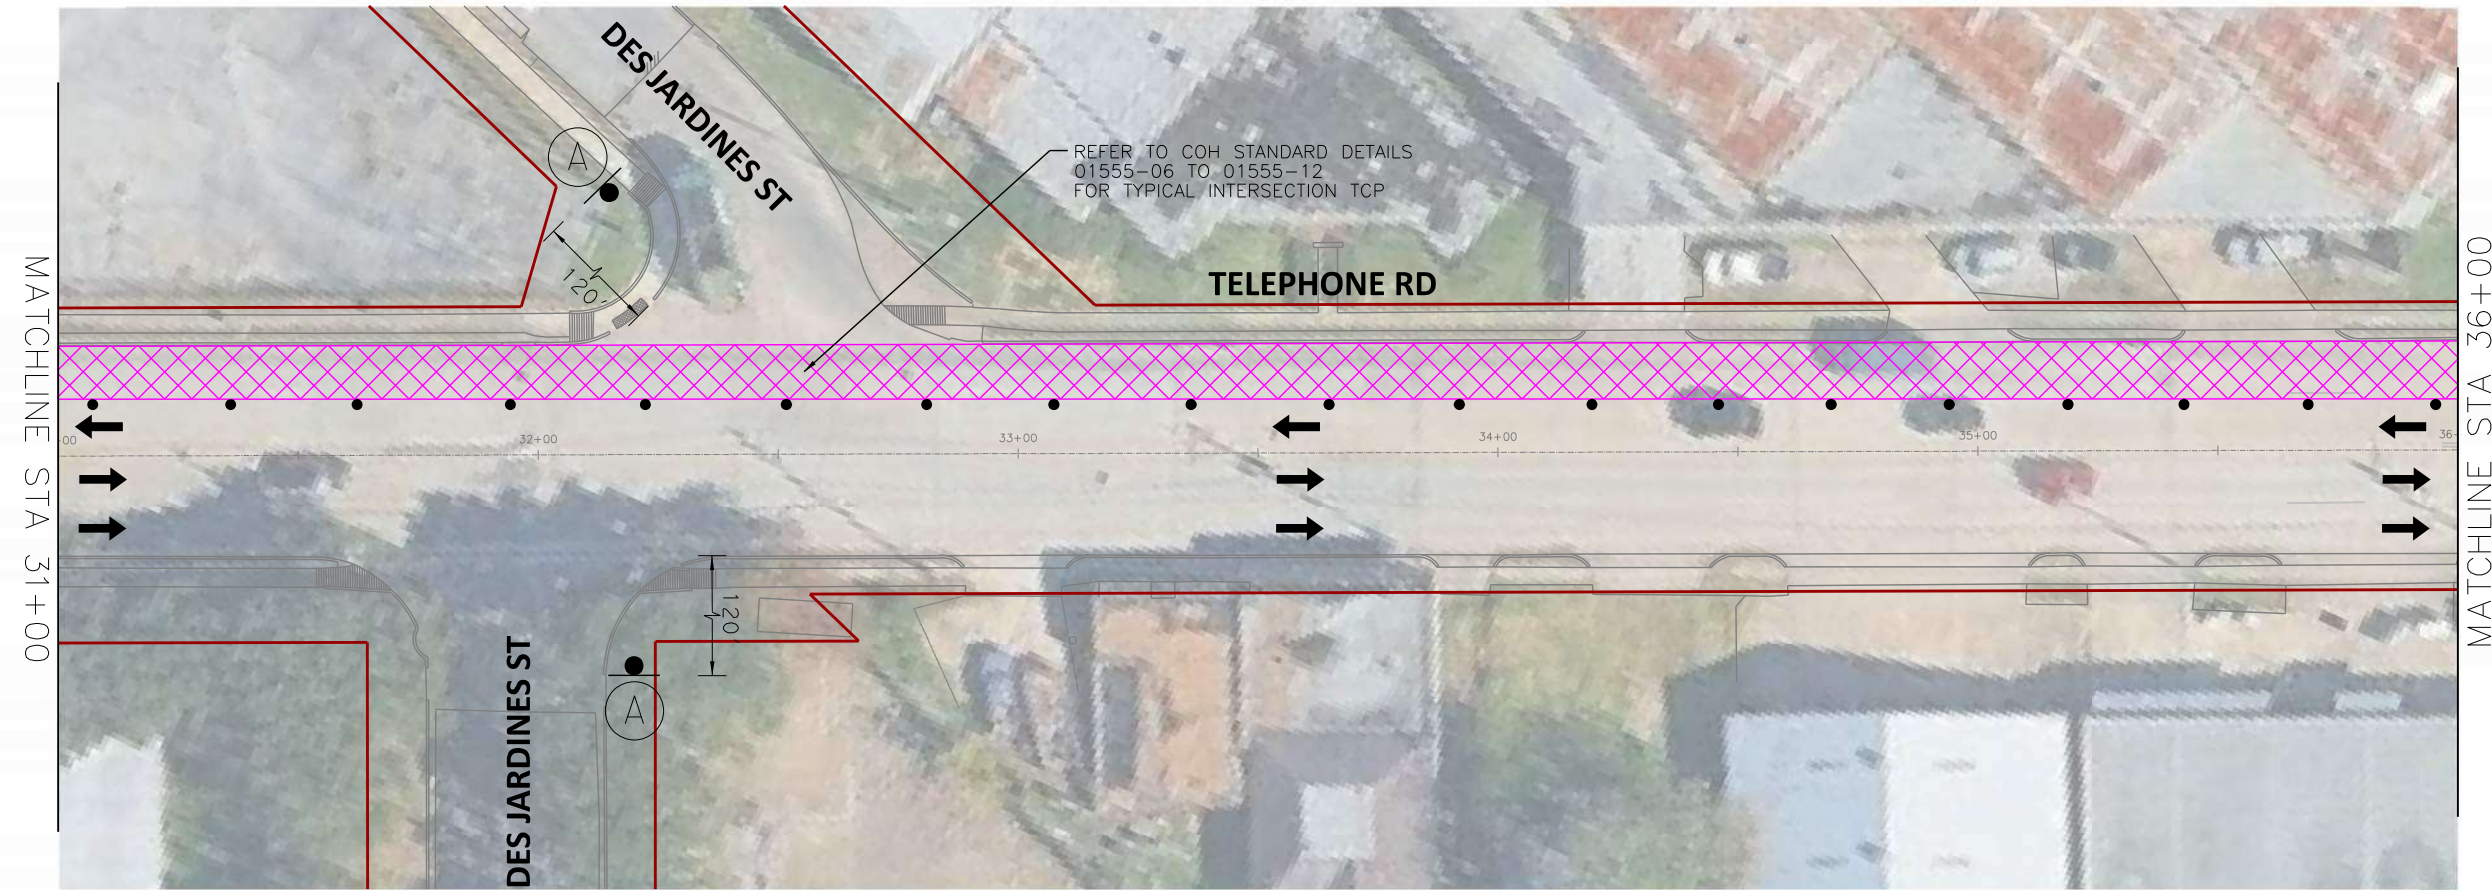 DES JARDINES ST
A
REFER TO COH STANDARD DETAILS
01555-06 TO 01555-12
FOR TYPICAL INTERSECTION TCP
120'
TELEPHONE RD
MATCHLINE STA 31+00
MATCHLINE STA 36+00
00
32+00
33+00
34+00
35+00
36
120'
A
DES JARDINES ST